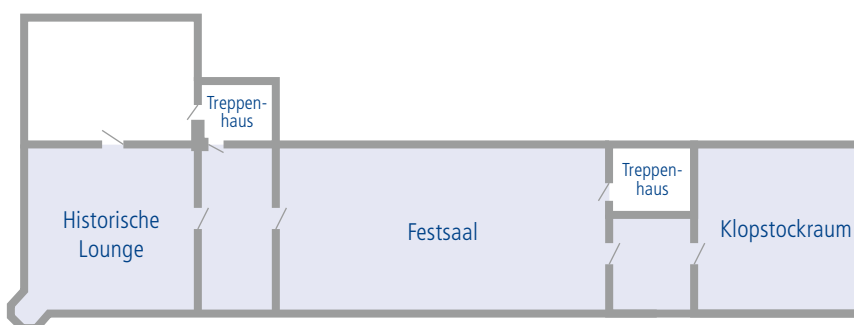 Treppen-
haus
Historische
Lounge
Festsaal
Treppen-
haus
Klopstockraum